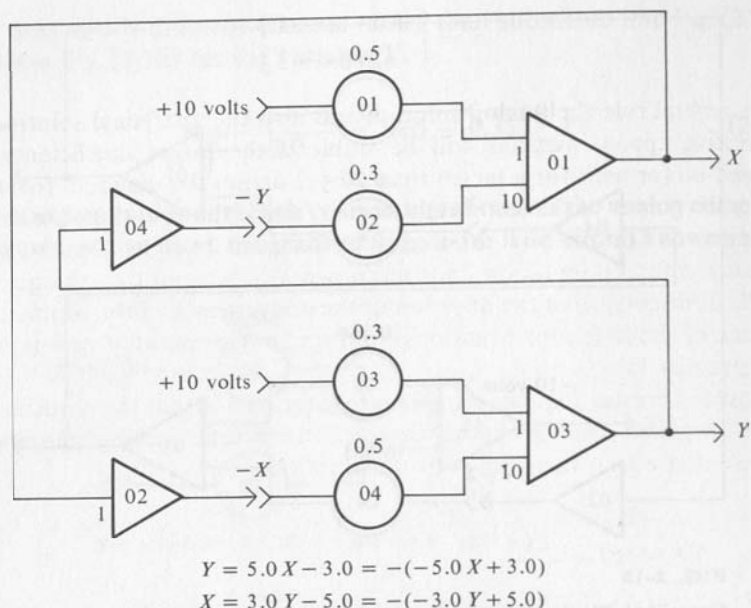 0.5
+10 volts
01
1
01
X
10
0.3
04
-Y
02
1
0.3
+10 volts
03
1
03
Y
10
0.5
-X
02
04
1
Y = 5.0 X – 3.0 = –(–5.0 X + 3.0)
X = 3.0 Y – 5.0 = –(–3.0 Y + 5.0)